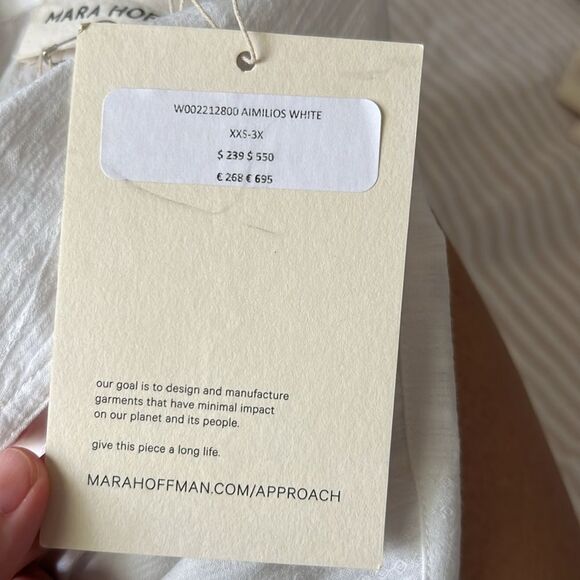 MARA HOF
W002212800 AIMILIOS WHITE
XXS-3X
$ 239 $ 550
€ 268 € 695
our goal is to design and manufacture
garments that have minimal impact
on our planet and its people.
give this piece a long life.
MARAHOFFMAN.COM/APPROACH